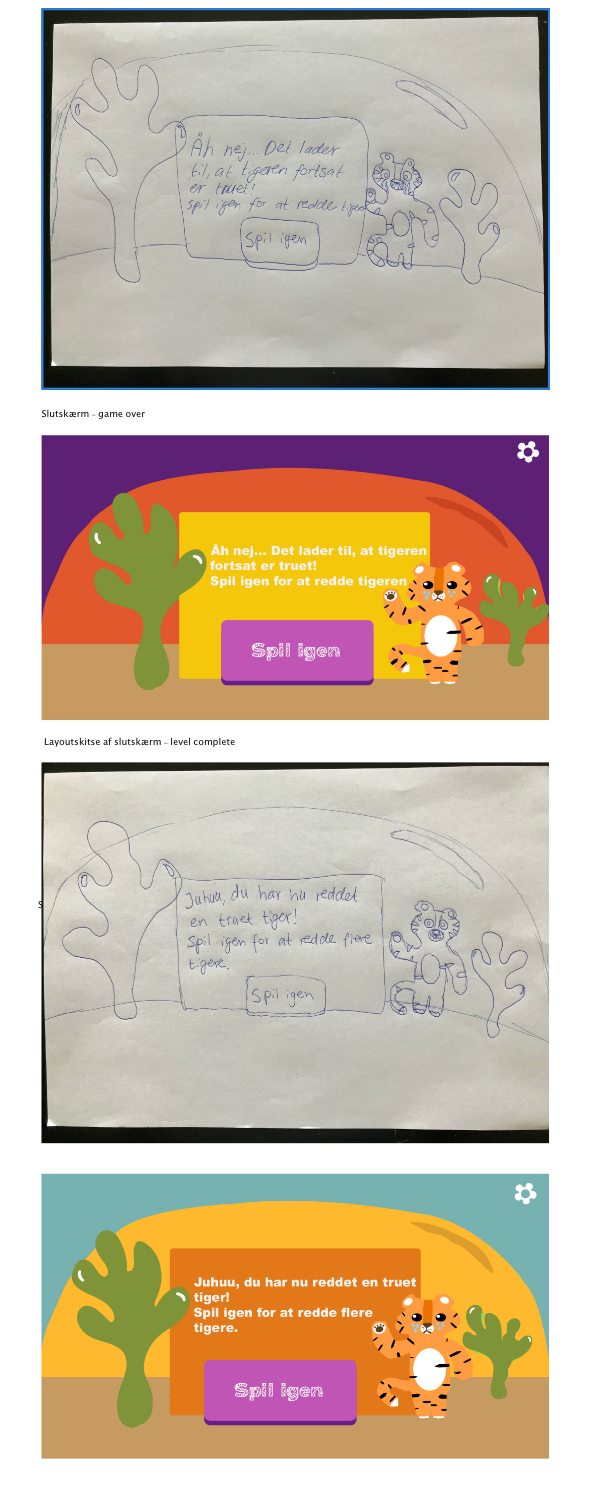 Åh nej... Det lader
til, at tigeren fortsat
er truet!
Spil igen for at redde tigeren
Spil igen
Slutskærm – game over
Åh nej... Det lader til, at tigeren
fortsat er truet!
Spil igen for at redde tigeren
Spil igen
Layoutskitse af slutskærm – level complete
S
Juhuu, du har nu reddet
en truet tiger!
Spil igen for at redde flere
tigere.
Spil igen
Juhuu, du har nu reddet en truet
tiger!
Spil igen for at redde flere
tigere.
Spil igen